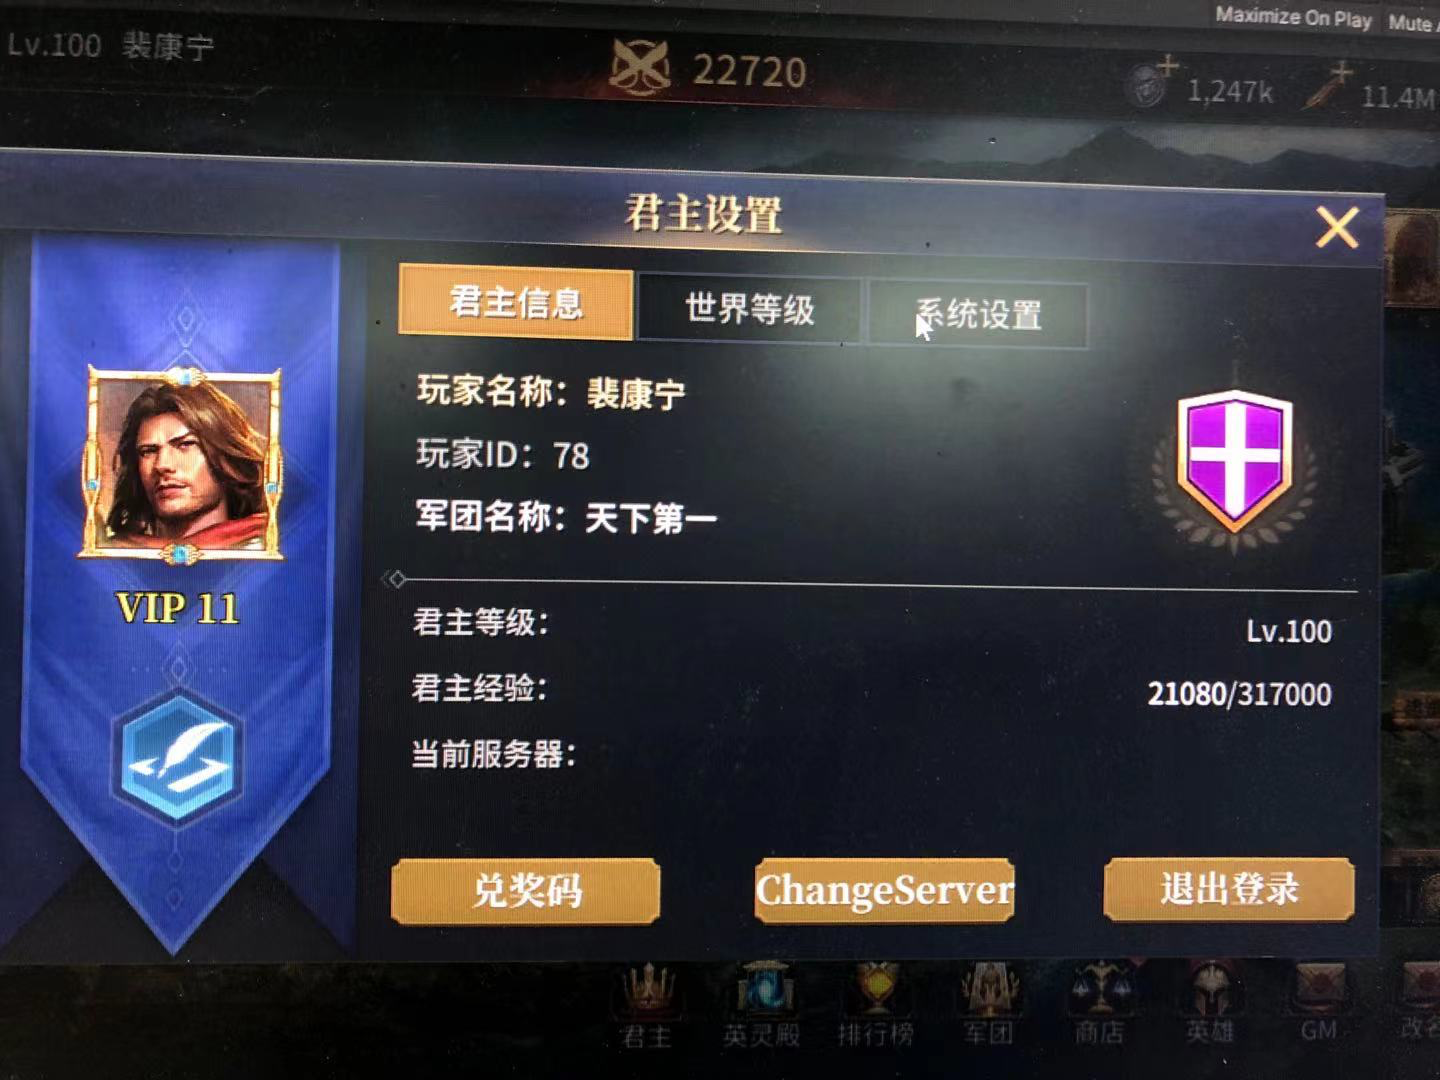 Maximize On Play
Mute
Lv.100 裴康宁
22720
1,247k
11.4M
君主设置
君主信息
世界等级
系统设置
玩家名称：裴康宁
玩家ID：78
军团名称：天下第一
VIP 11
君主等级：
Lv.100
君主经验：
21080/317000
当前服务器：
兑奖码
ChangeServer
退出登录
君主
英灵殿
排行榜
军团
商店
英雄
GM
改名